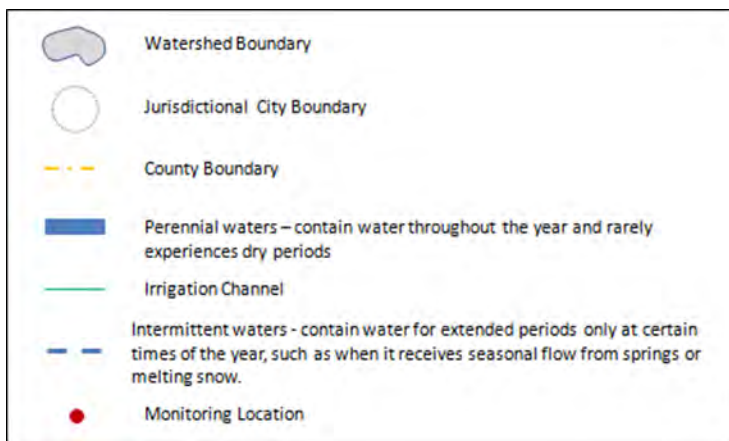 Watershed Boundary
Jurisdictional City Boundary
County Boundary
Perennial waters – contain water throughout the year and rarely
experiences dry periods
Irrigation Channel
Intermittent waters - contain water for extended periods only at certain
times of the year, such as when it receives seasonal flow from springs or
melting snow.
Monitoring Location